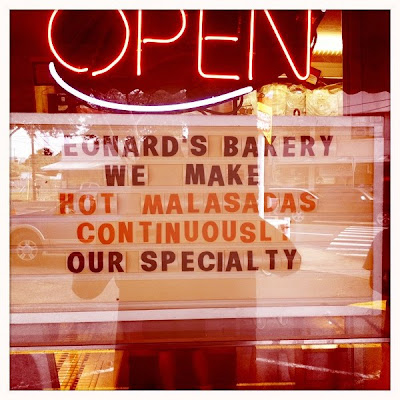 OPEN
LEONARD'S BAKERY
WE MAKE
HOT MALASADAS
CONTINUOUSLY
OUR SPECIALTY